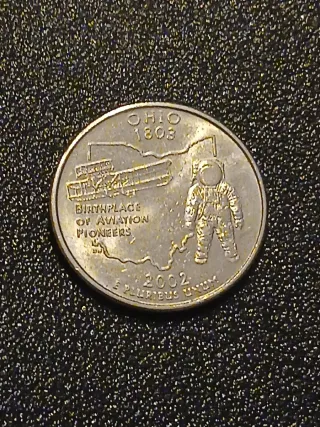 OHIO
1803
BIRTHPLACE
OF AVIATION
PIONEERS
2002
E PLURIBUS UNUM